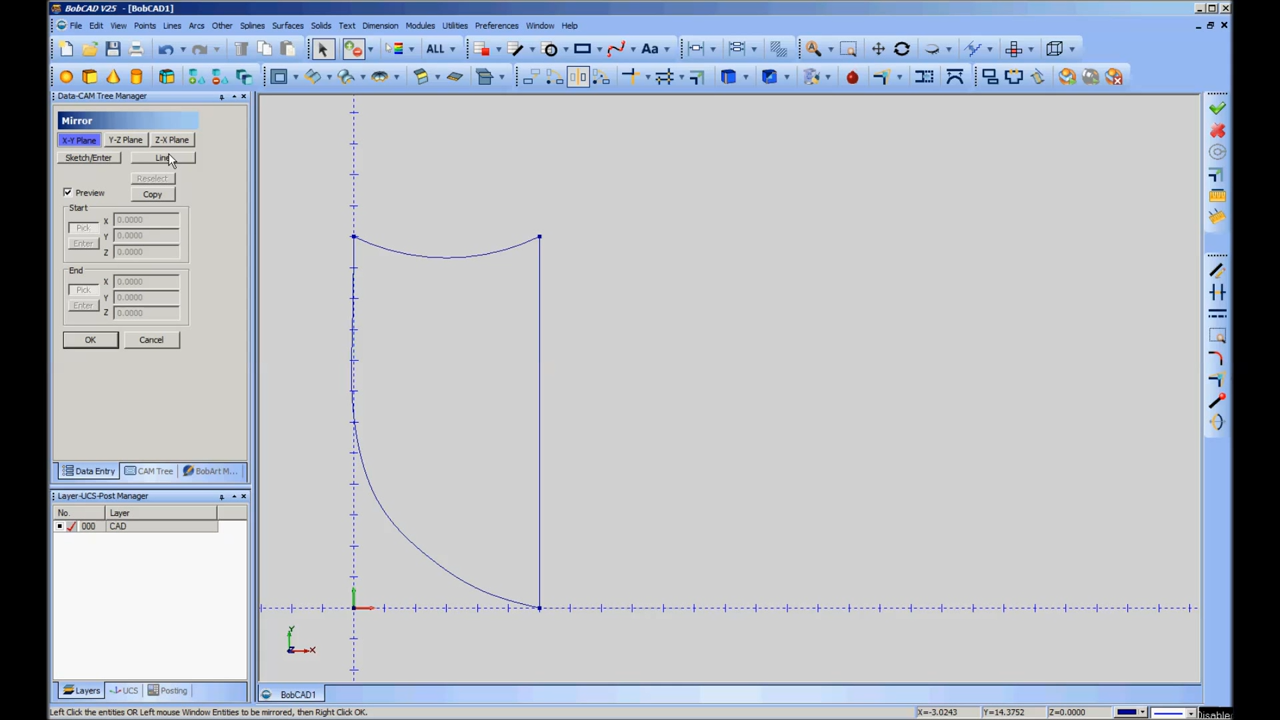 BobCAD V25 - [BobCAD1]
File Edit View Points Lines Arcs Other Splines Surfaces Solids Text Dimension Modules Utilities Preferences Window Help
ALL Aa
Data-CAM Tree Manager
Mirror
X-Y Plane Y-Z Plane Z-X Plane
Sketch/Enter Line
Reselect
Preview Copy
Start
Pick X 0.0000
Y 0.0000
Enter Z 0.0000
End
Pick X 0.0000
Y 0.0000
Enter Z 0.0000
OK Cancel
Data Entry CAM Tree BobArt M...
Layer-UCS-Post Manager
No. Layer
000 CAD
Y
Z X
Layers UCS Posting BobCAD1
Left Click the entities OR Left mouse Window Entities to be mirrored, then Right Click OK. X=-3.0243 Y=14.3752 Z=0.0000 Disable